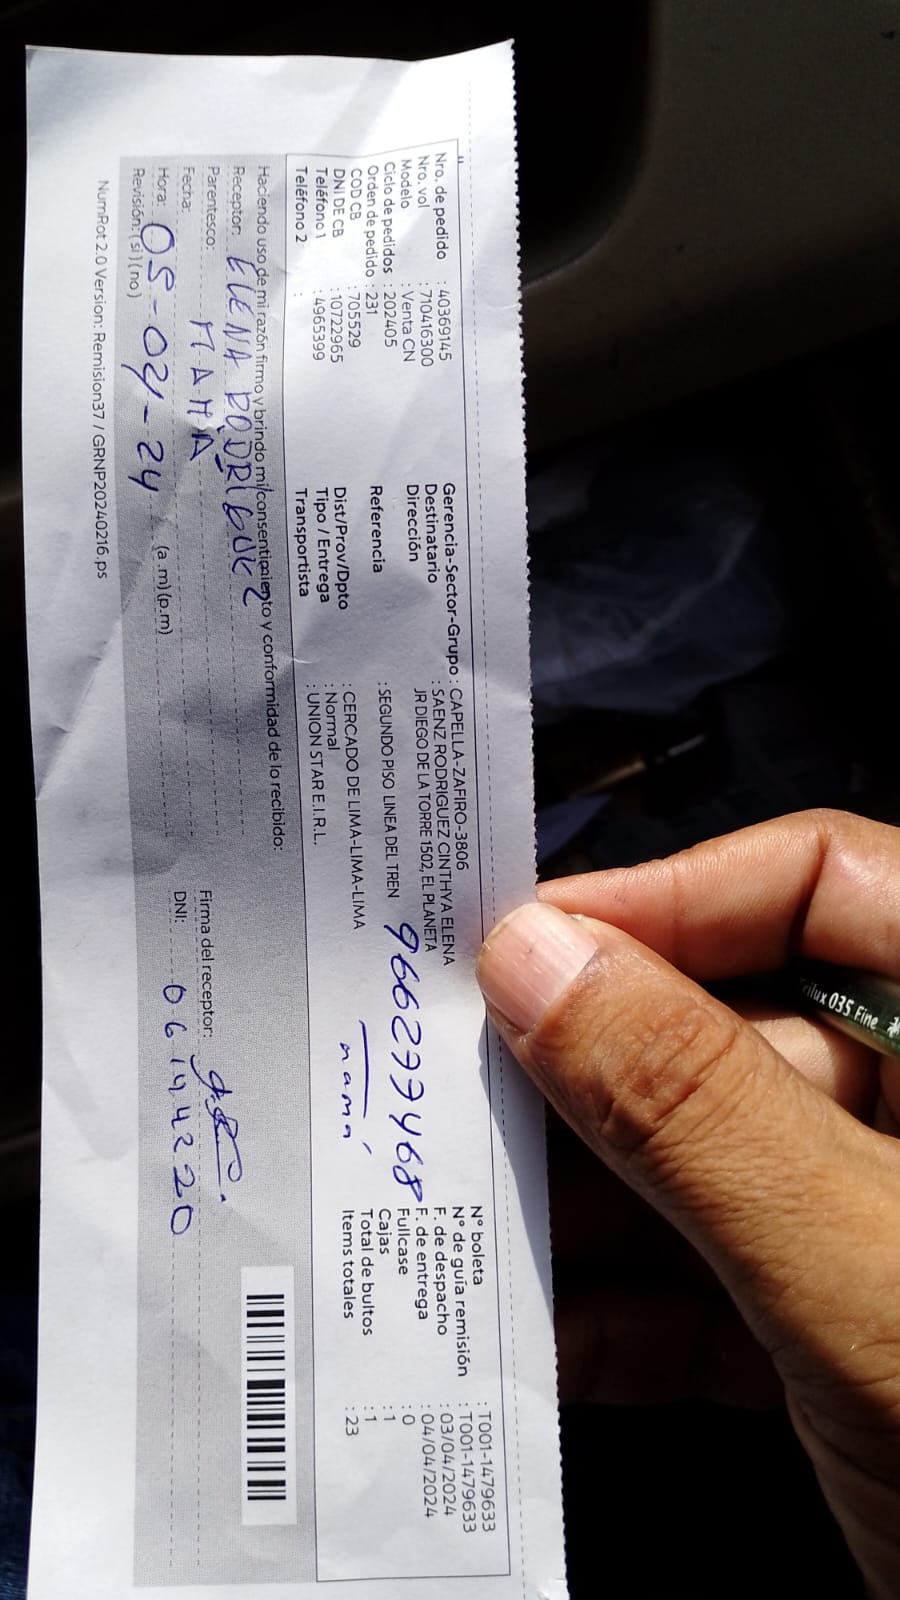 Nro. de pedido : 40369145
Nro. vol : 710416300
Modelo : Venta CN
Ciclo de pedidos : 202405
Orden de pedido : 231
COD CB : 705529
DNI DE CB : 10722965
Teléfono 1 : 4965399
Teléfono 2 :
Gerencia-Sector-Grupo : CAPELLA-ZAFIRO-3806
Destinatario : SAENZ RODRIGUEZ CINTHYA ELENA
Dirección JR DIEGO DE LA TORRE 1502, EL PLANETA
Referencia : SEGUNDO PISO LINEA DEL TREN
Dist/Prov/Dpto : CERCADO DE LIMA-LIMA-LIMA
Tipo / Entrega : Normal
Transportista : UNION STAR E.I.R.L.
966277468
mamá
N° boleta : T001-1479633
N° de guía remisión : T001-1479633
F. de despacho : 03/04/2024
F. de entrega : 04/04/2024
Fullcase : 0
Cajas : 1
Total de bultos : 1
Items totales : 23
Haciendo uso de mi razón firmo y brindo mi consentimiento y conformidad de lo recibido:
Receptor: ELENA RODRIGUEZ
Parentesco: MAMA
Fecha:
Hora: 05-04-24 (a.m)(p.m)
Revisión: (si) (no)
Firma del receptor:
DNI: 06144220
NumRot 2.0 Version: Remision37 / GRNP20240216.ps
Trilux 035 Fine